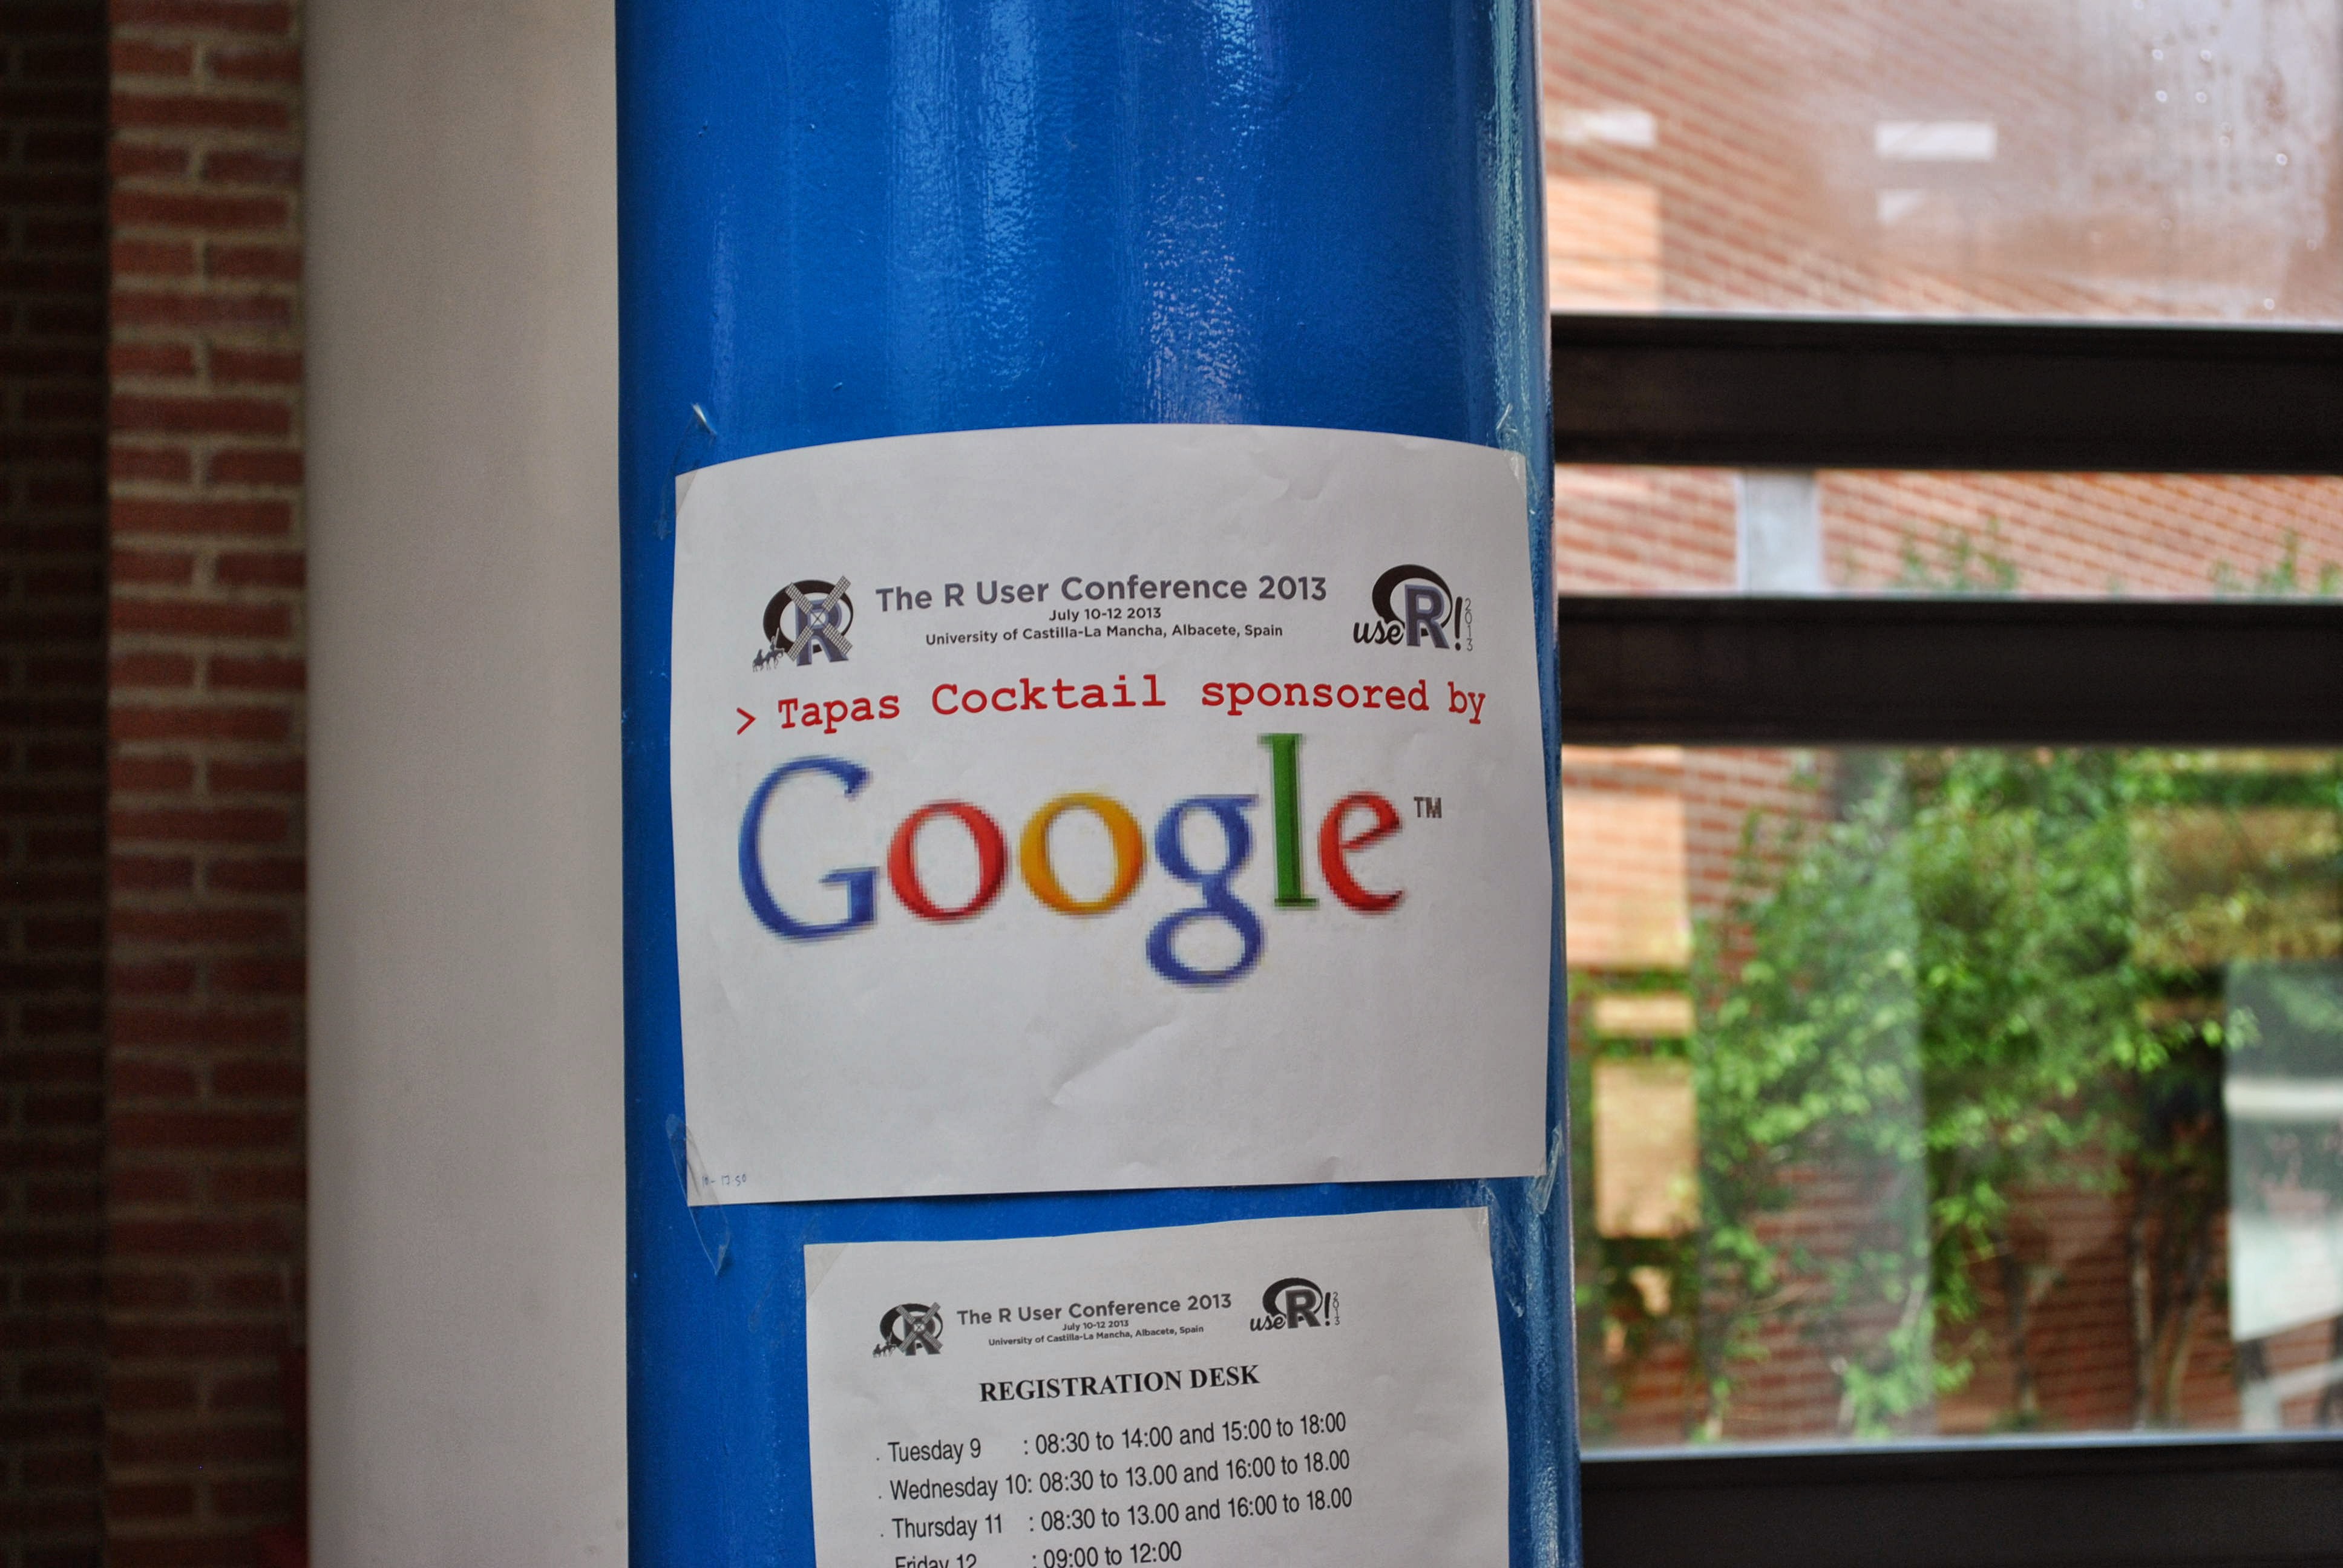 The R User Conference 2013
July 10-12 2013
University of Castilla-La Mancha, Albacete, Spain
useR! 2013
> Tapas Cocktail sponsored by
Google™
The R User Conference 2013
July 10-12 2013
University of Castilla-La Mancha, Albacete, Spain
useR! 2013
REGISTRATION DESK
. Tuesday 9 : 08:30 to 14:00 and 15:00 to 18:00
. Wednesday 10: 08:30 to 13.00 and 16:00 to 18.00
. Thursday 11 : 08:30 to 13.00 and 16:00 to 18.00
Friday 12 : 09:00 to 12:00